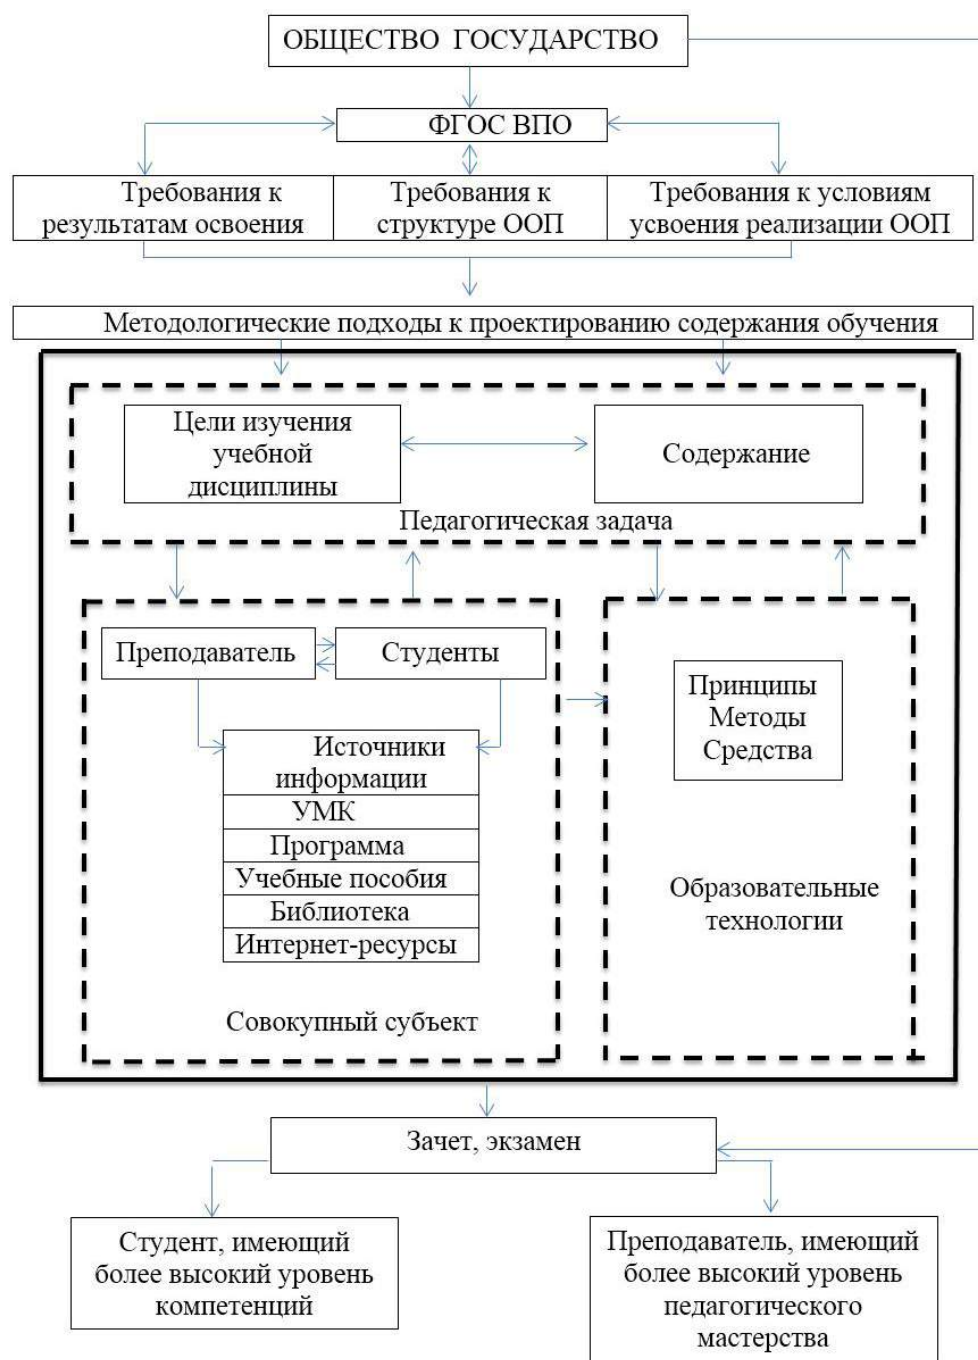 ОБЩЕСТВО ГОСУДАРСТВО
ФГОС ВПО
Требования к
результатам освоения
Требования к
структуре ООП
Требования к условиям
усвоения реализации ООП
Методологические подходы к проектированию содержания обучения
Цели изучения
учебной
дисциплины
Содержание
Педагогическая задача
Преподаватель
Студенты
Источники
информации
УМК
Программа
Учебные пособия
Библиотека
Интернет-ресурсы
Совокупный субъект
Принципы
Методы
Средства
Образовательные
технологии
Зачет, экзамен
Студент, имеющий
более высокий уровень
компетенций
Преподаватель, имеющий
более высокий уровень
педагогического
мастерства